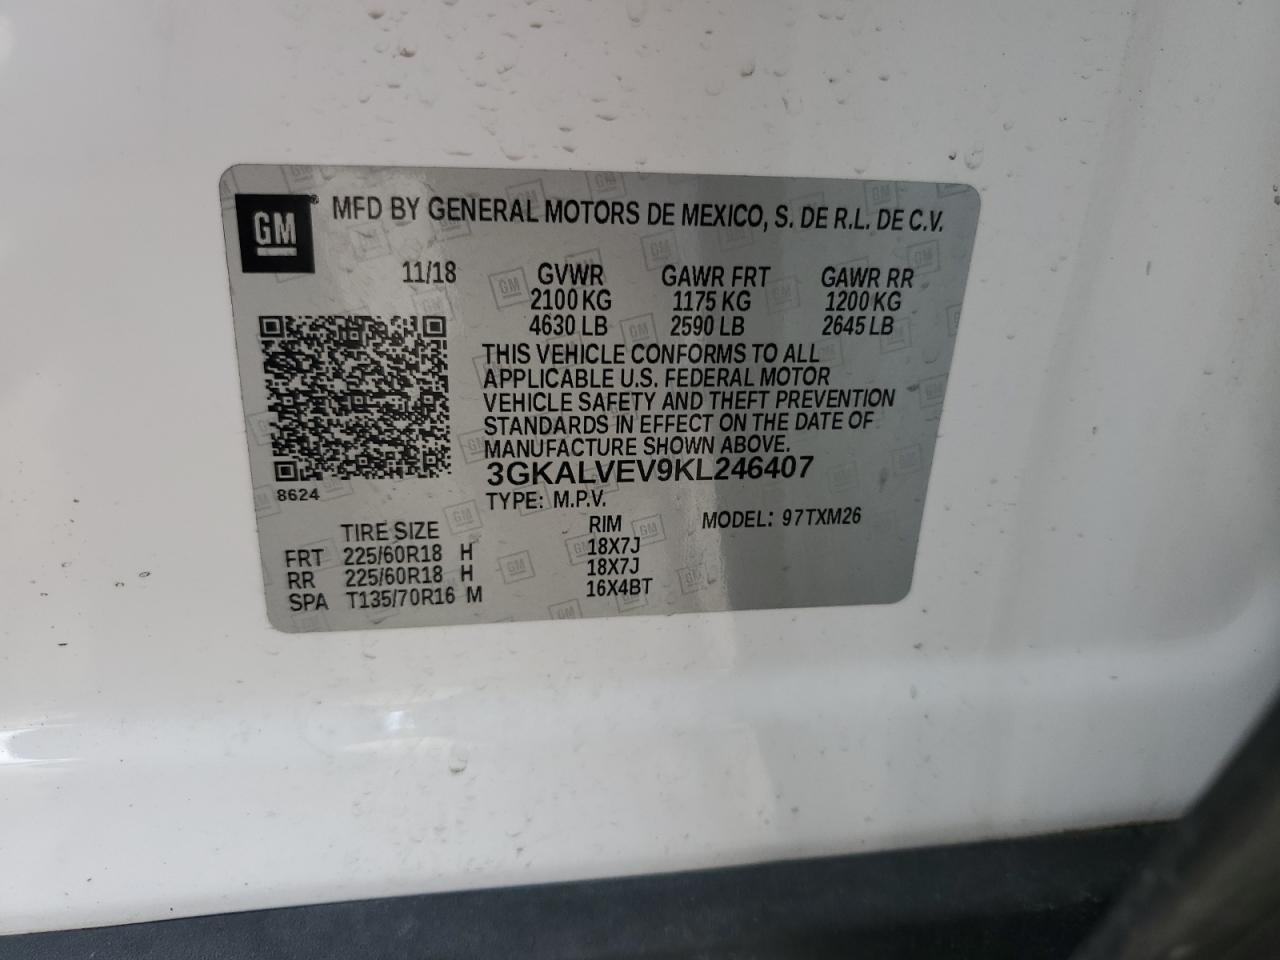 GM ® MFD BY GENERAL MOTORS DE MEXICO, S. DE R.L. DE C.V.
11/18 GVWR GAWR FRT GAWR RR
2100 KG 1175 KG 1200 KG
4630 LB 2590 LB 2645 LB
THIS VEHICLE CONFORMS TO ALL
APPLICABLE U.S. FEDERAL MOTOR
VEHICLE SAFETY AND THEFT PREVENTION
STANDARDS IN EFFECT ON THE DATE OF
MANUFACTURE SHOWN ABOVE.
3GKALVEV9KL246407
8624
TYPE: M.P.V.
TIRE SIZE RIM MODEL: 97TXM26
FRT 225/60R18 H 18X7J
RR 225/60R18 H 18X7J
SPA T135/70R16 M 16X4BT